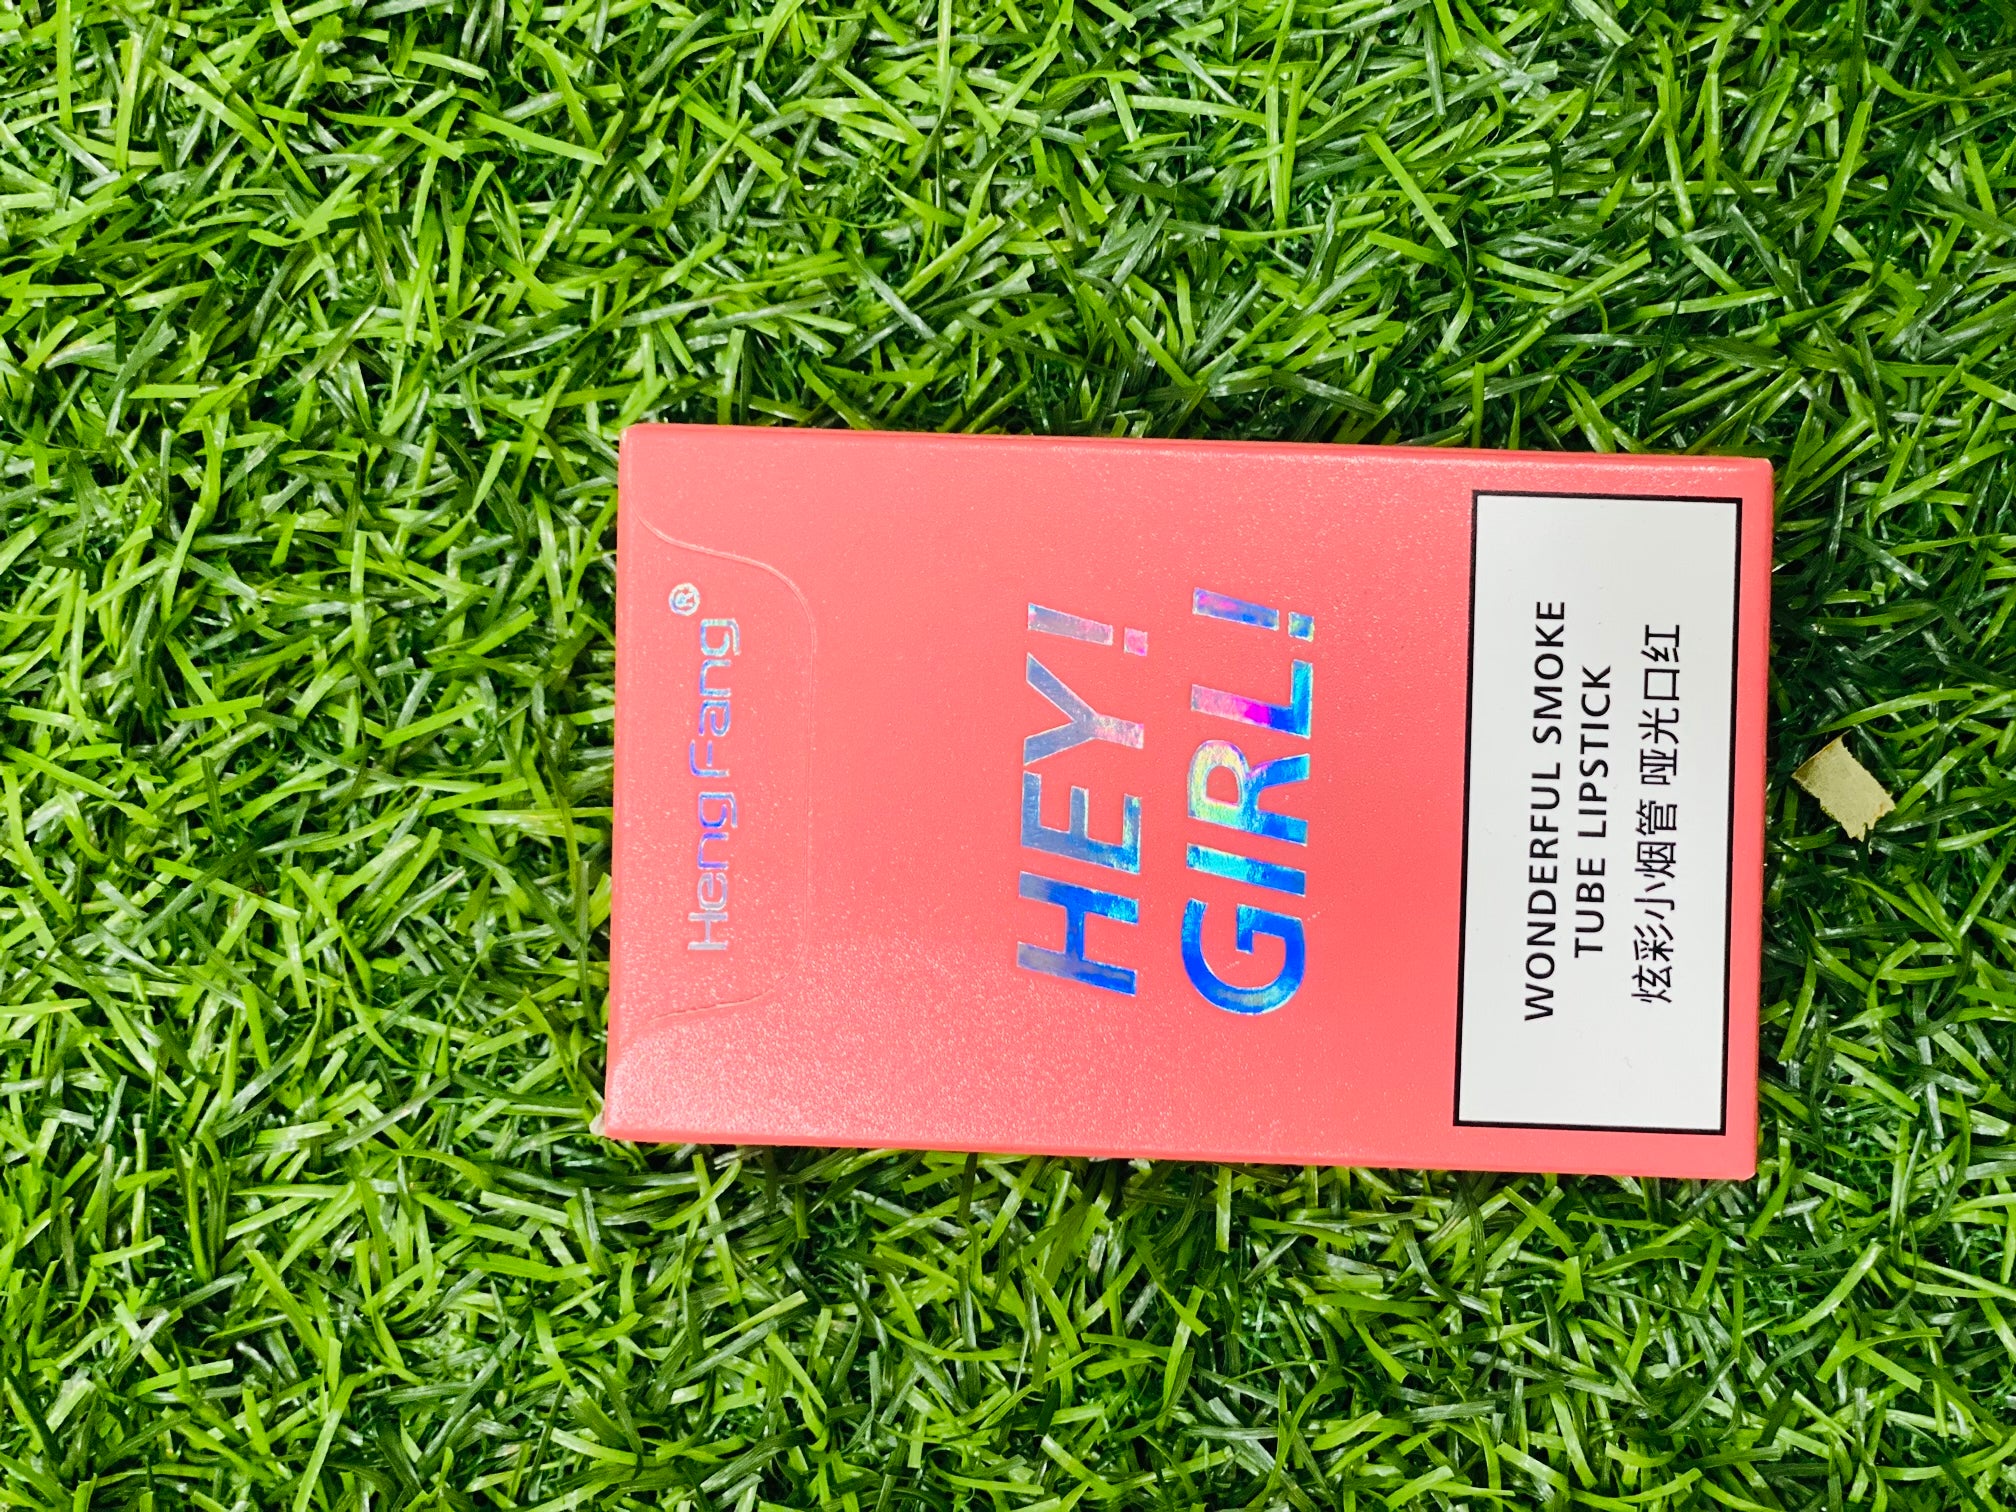 Heng Fang®
HEY!
GIRL!
WONDERFUL SMOKE
TUBE LIPSTICK
炫彩小烟管 哑光口红